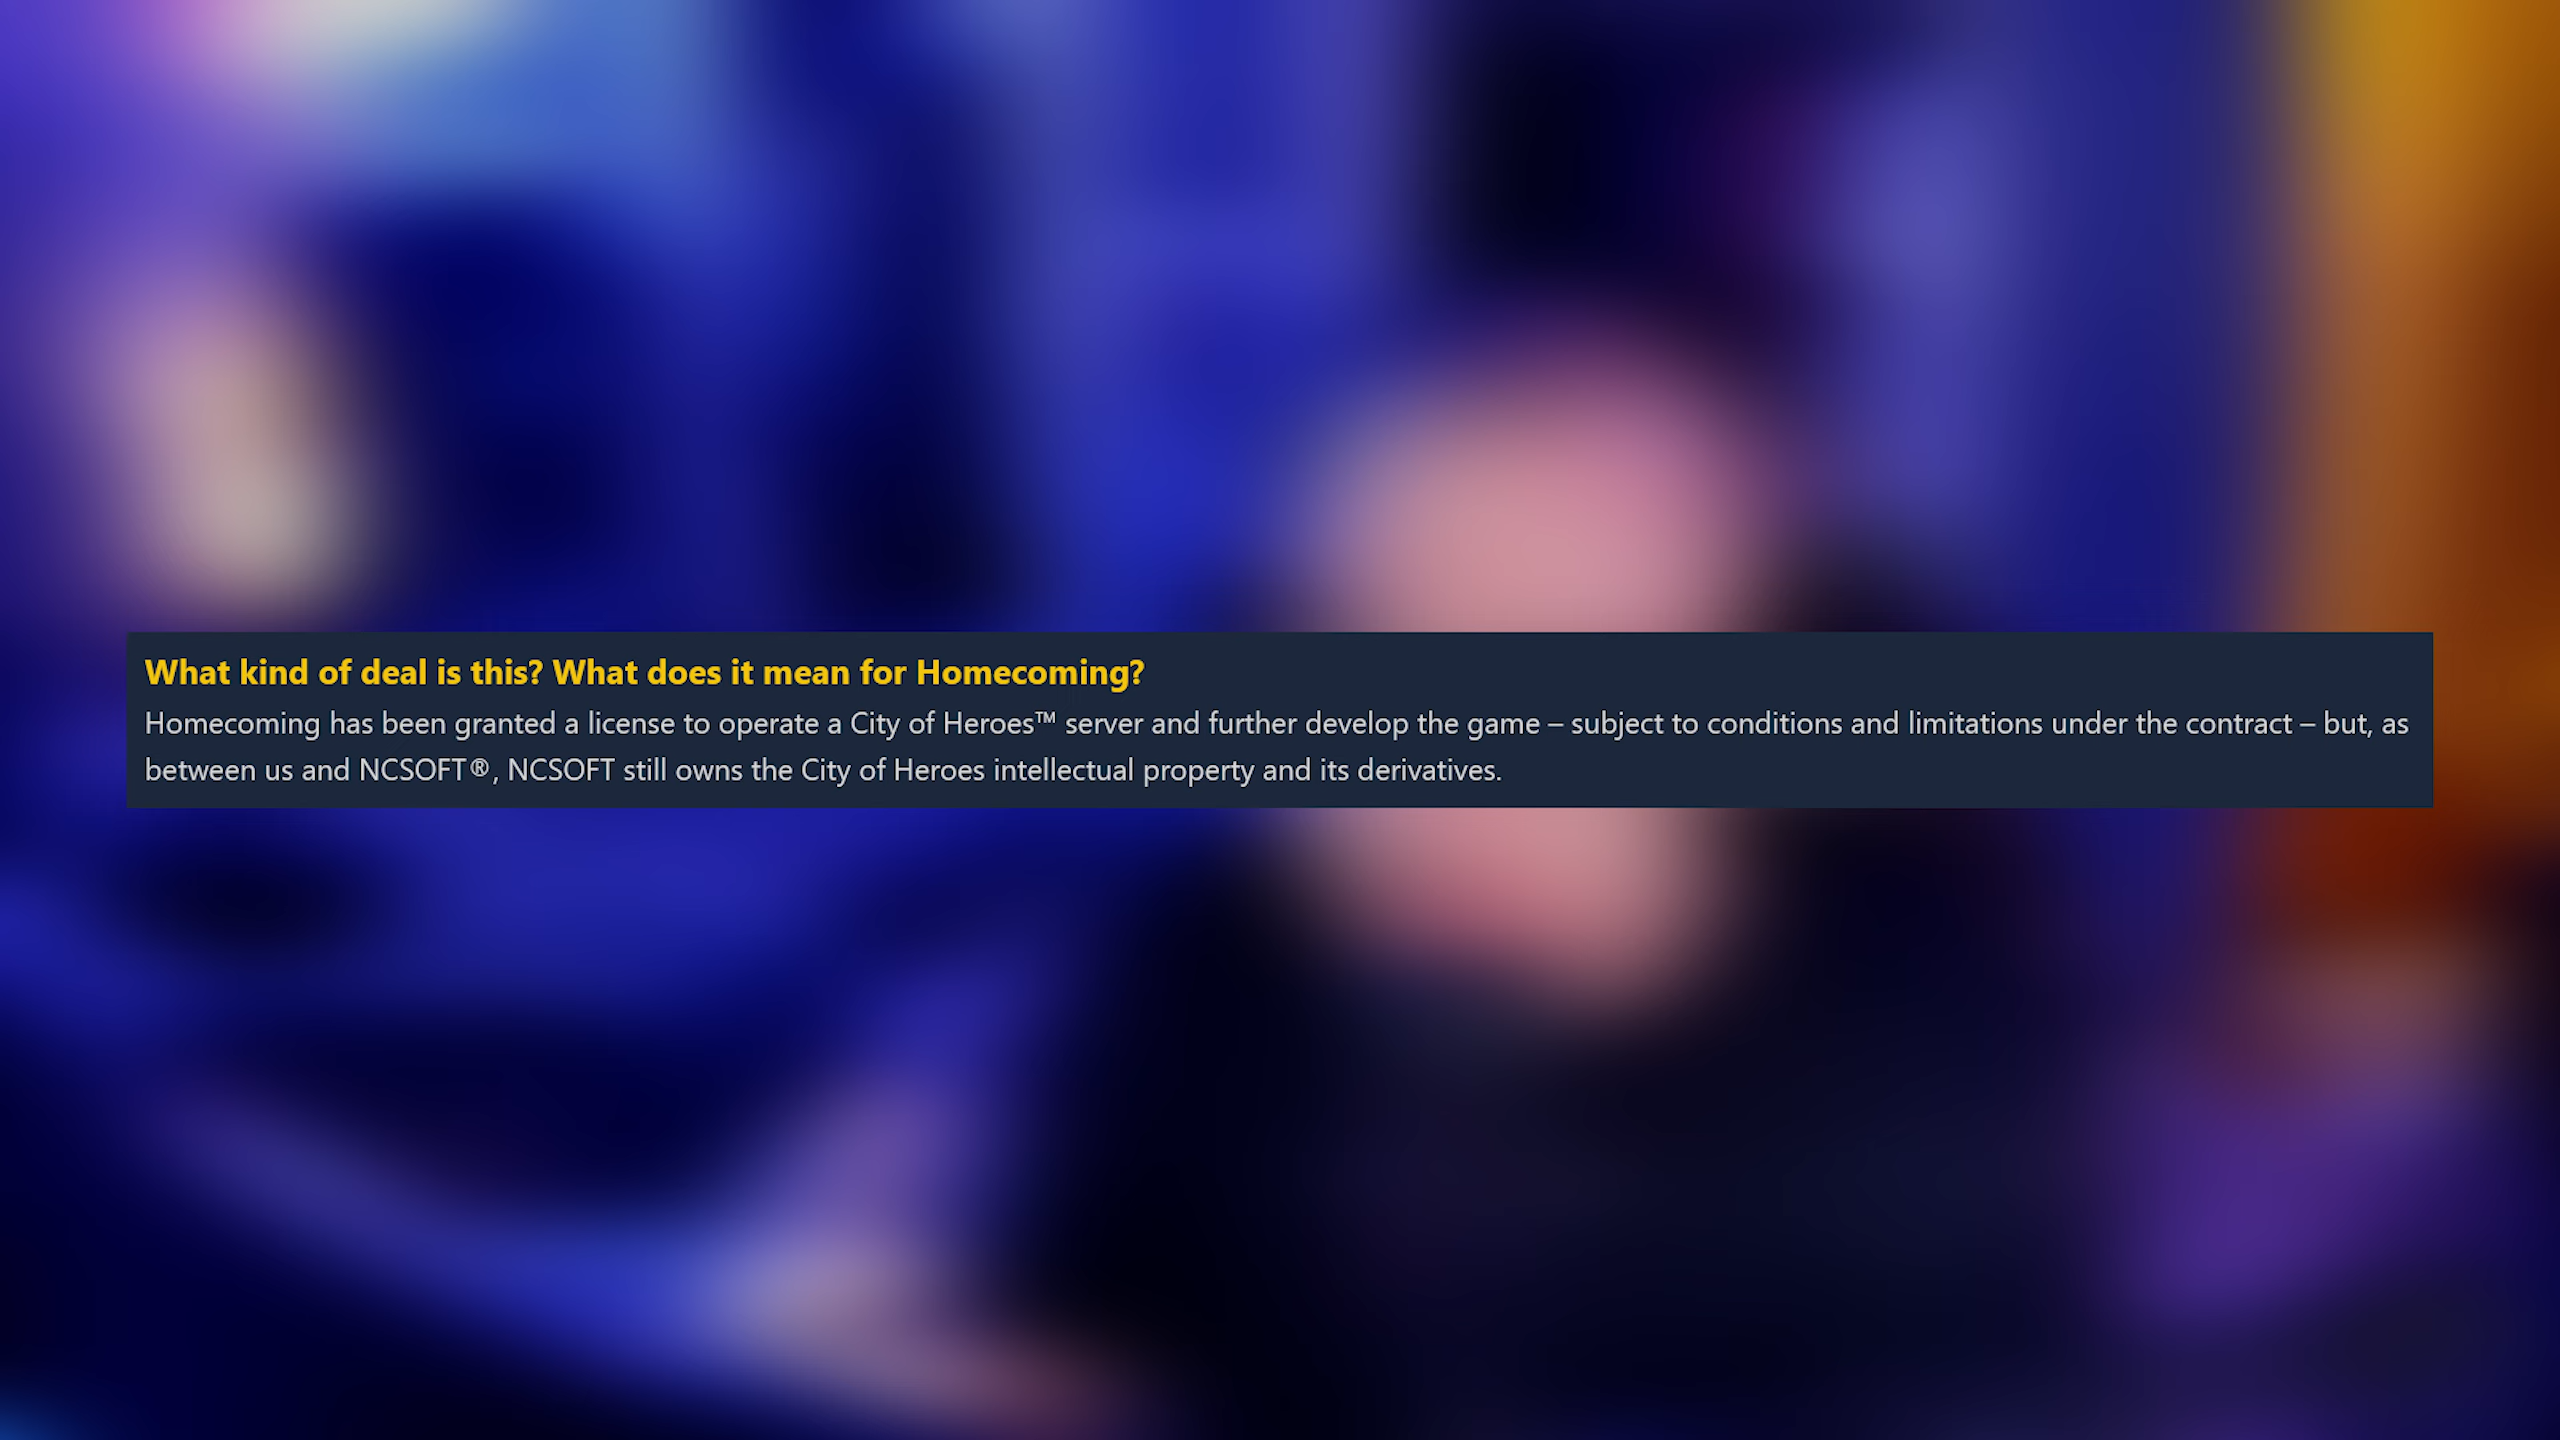 What kind of deal is this? What does it mean for Homecoming?
Homecoming has been granted a license to operate a City of Heroes™ server and further develop the game – subject to conditions and limitations under the contract – but, as
between us and NCSOFT®, NCSOFT still owns the City of Heroes intellectual property and its derivatives.